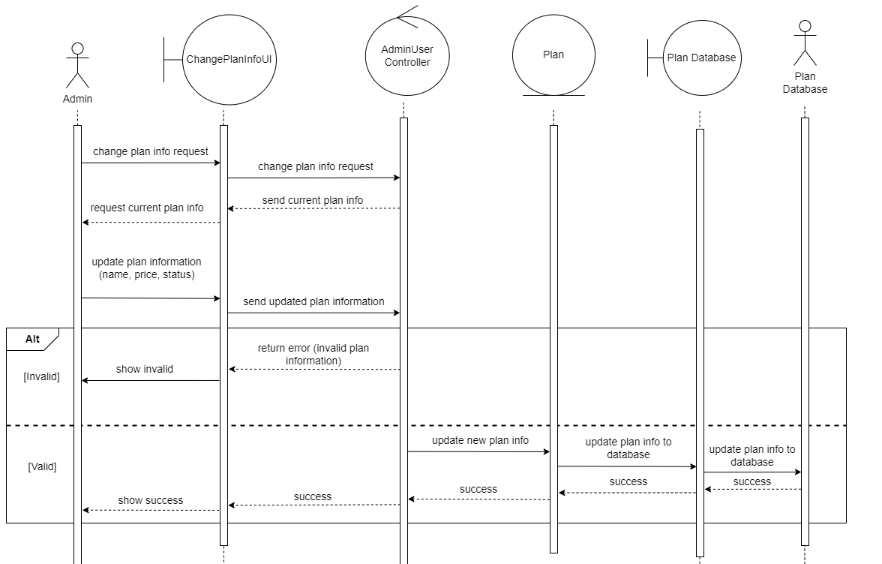 Admin
ChangePlanInfoUI
AdminUser
Controller
Plan
Plan Database
Plan
Database
change plan info request
change plan info request
send current plan info
request current plan info
update plan information
(name, price, status)
send updated plan information
Alt
return error (invalid plan
information)
show invalid
[Invalid]
update new plan info
update plan info to
database
update plan info to
database
[Valid]
success
success
success
success
show success